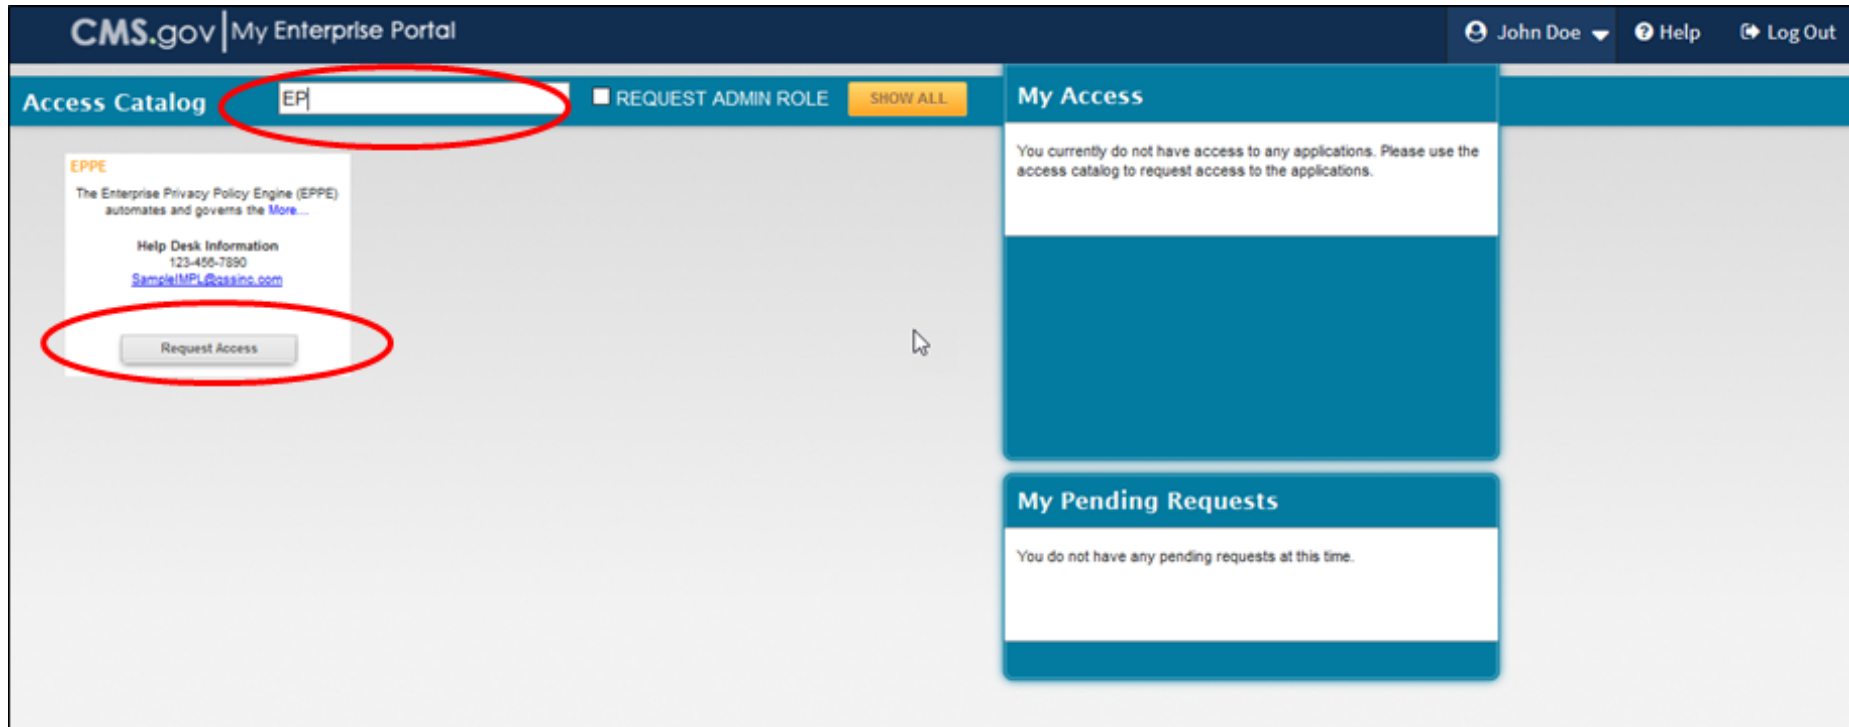 CMS.gov | My Enterprise Portal
John Doe
Help
Log Out
Access Catalog
EP
REQUEST ADMIN ROLE
SHOW ALL
EPPE
The Enterprise Privacy Policy Engine (EPPE)
automates and governs the More...
Help Desk Information
123-456-7890
SampleIMPL@qssinc.com
Request Access
My Access
You currently do not have access to any applications. Please use the
access catalog to request access to the applications.
My Pending Requests
You do not have any pending requests at this time.